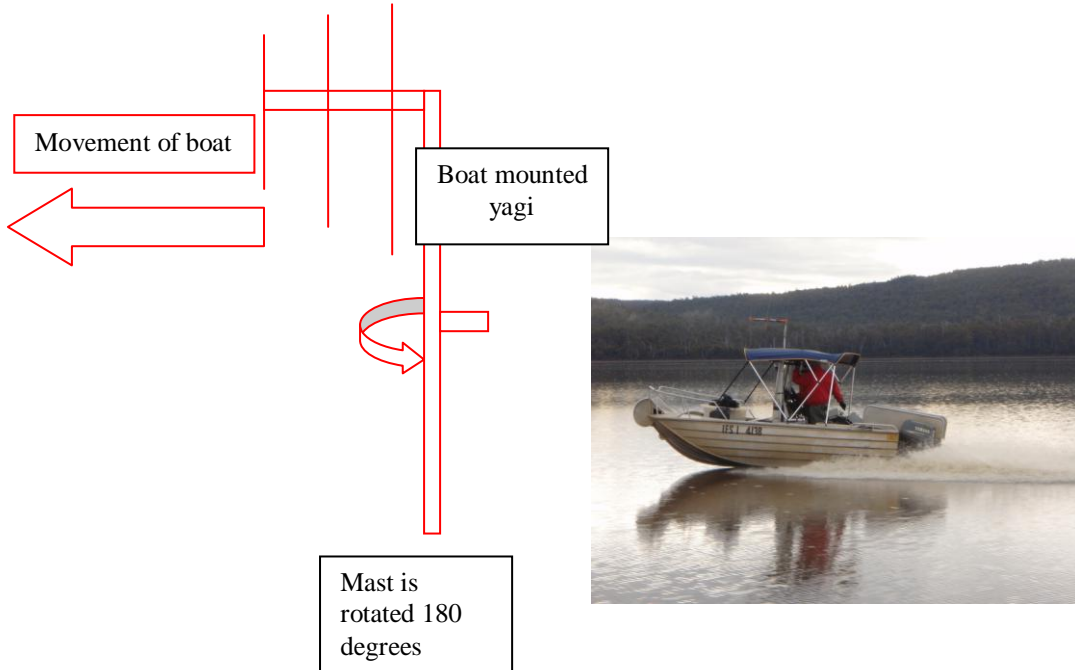 Movement of boat
Boat mounted
yagi
Mast is
rotated 180
degrees